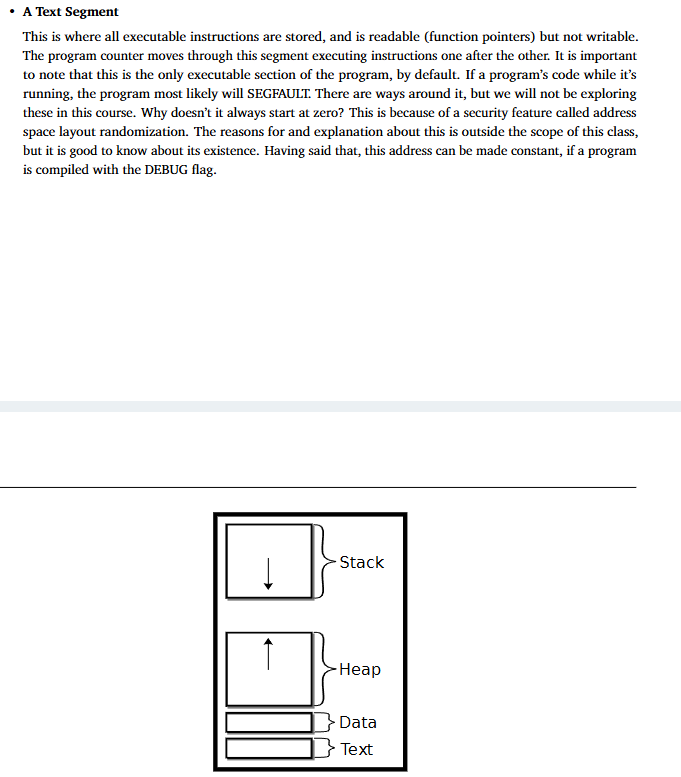 • A Text Segment
This is where all executable instructions are stored, and is readable (function pointers) but not writable.
The program counter moves through this segment executing instructions one after the other. It is important
to note that this is the only executable section of the program, by default. If a program’s code while it’s
running, the program most likely will SEGFAULT. There are ways around it, but we will not be exploring
these in this course. Why doesn’t it always start at zero? This is because of a security feature called address
space layout randomization. The reasons for and explanation about this is outside the scope of this class,
but it is good to know about its existence. Having said that, this address can be made constant, if a program
is compiled with the DEBUG flag.
Stack
Heap
Data
Text